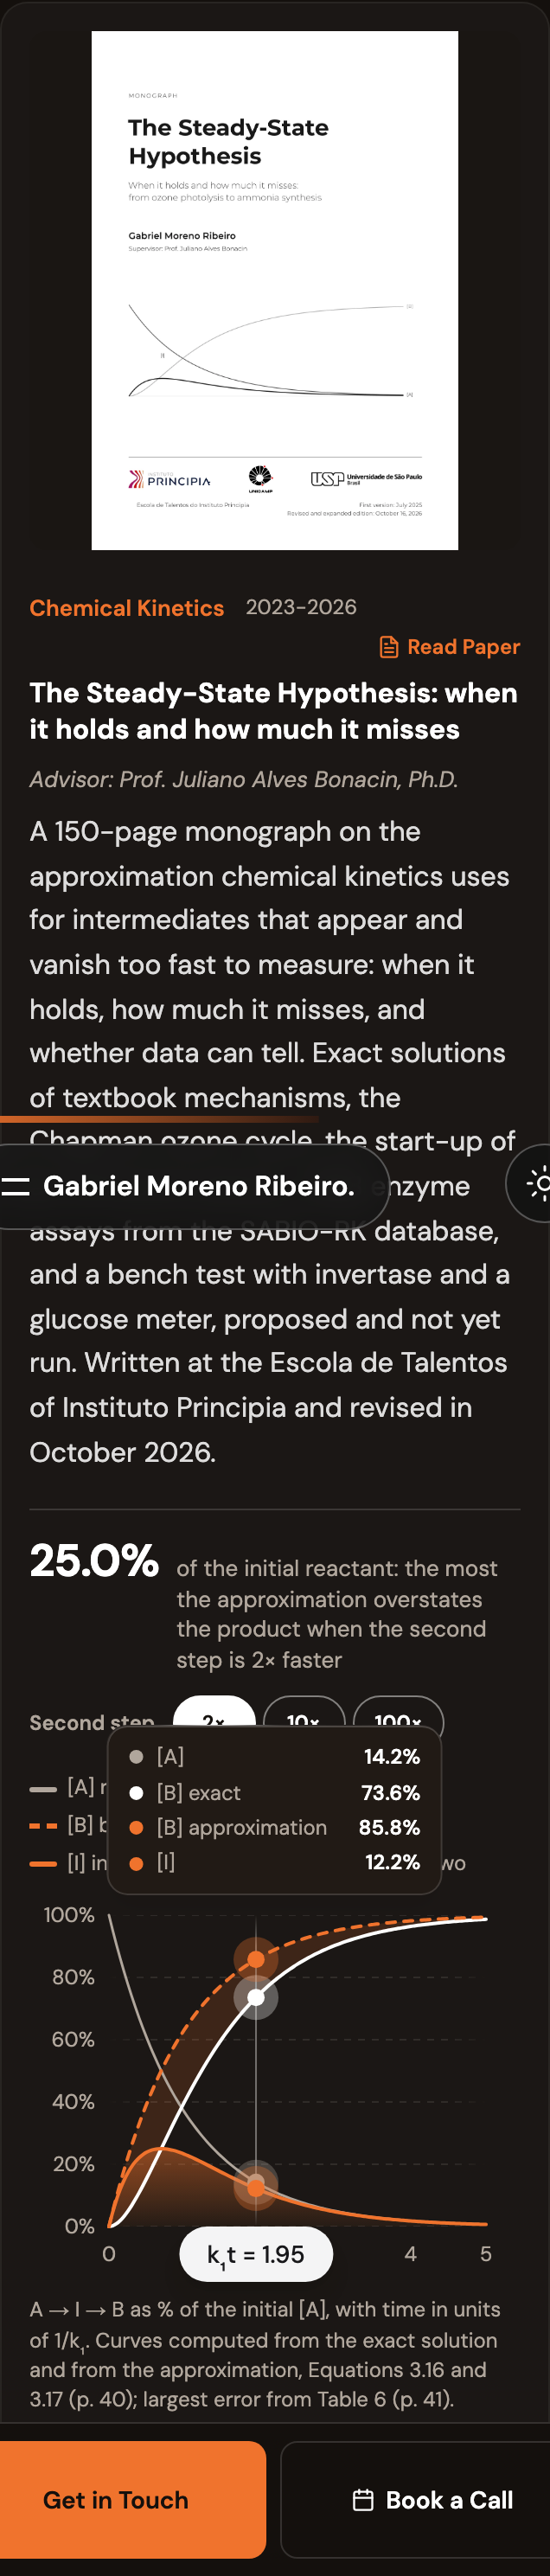 MONOGRAPH
The Steady-State
Hypothesis
When it holds and how much it misses:
from ozone photolysis to ammonia synthesis
Gabriel Moreno Ribeiro
Supervisor: Prof. Juliano Alves Bonacin
[B]
[I]
[A]
INSTITUTO
PRINCIPIA
UNICAMP
USP Universidade de São Paulo
Brasil
Escola de Talentos do Instituto Principia
First version: July 2025
Revised and expanded edition: October 16, 2026
Chemical Kinetics 2023-2026
Read Paper
The Steady-State Hypothesis: when
it holds and how much it misses
Advisor: Prof. Juliano Alves Bonacin, Ph.D.
A 150-page monograph on the
approximation chemical kinetics uses
for intermediates that appear and
vanish too fast to measure: when it
holds, how much it misses, and
whether data can tell. Exact solutions
of textbook mechanisms, the
Chapman ozone cycle, the start-up of
Gabriel Moreno Ribeiro.
enzyme
assays from the SABIO-RK database,
and a bench test with invertase and a
glucose meter, proposed and not yet
run. Written at the Escola de Talentos
of Instituto Principia and revised in
October 2026.
25.0% of the initial reactant: the most
the approximation overstates
the product when the second
step is 2× faster
Second step 2× 10× 100×
[A]
[B]
[I]
[A] 14.2%
[B] exact 73.6%
[B] approximation 85.8%
[I] 12.2%
100%
80%
60%
40%
20%
0%
0 k₁t = 1.95 4 5
A → I → B as % of the initial [A], with time in units
of 1/k₁. Curves computed from the exact solution
and from the approximation, Equations 3.16 and
3.17 (p. 40); largest error from Table 6 (p. 41).
Get in Touch
Book a Call